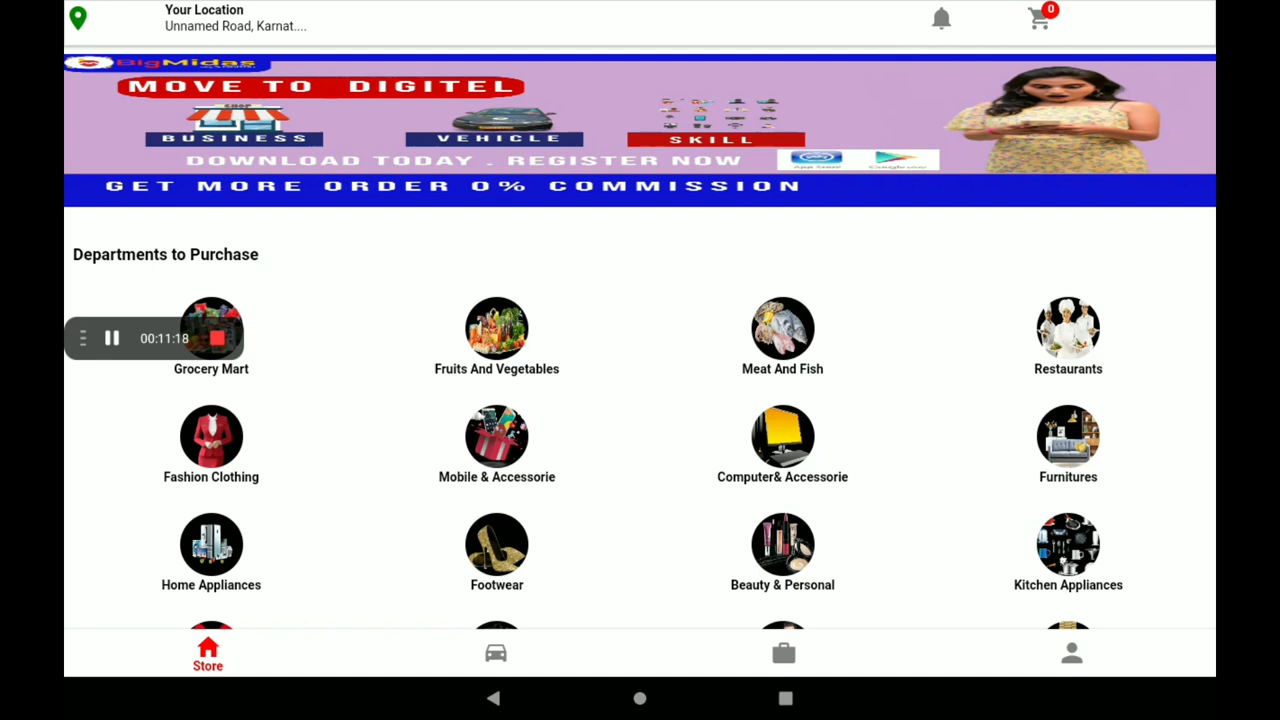 Your Location
Unnamed Road, Karnat....
0
BigMidas
MOVE TO DIGITEL
SHOP
BUSINESS
VEHICLE
SKILL
DOWNLOAD TODAY . REGISTER NOW
GET MORE ORDER 0% COMMISSION
Departments to Purchase
00:11:18
Grocery Mart
Fruits And Vegetables
Meat And Fish
Restaurants
Fashion Clothing
Mobile & Accessorie
Computer& Accessorie
Furnitures
Home Appliances
Footwear
Beauty & Personal
Kitchen Appliances
Store